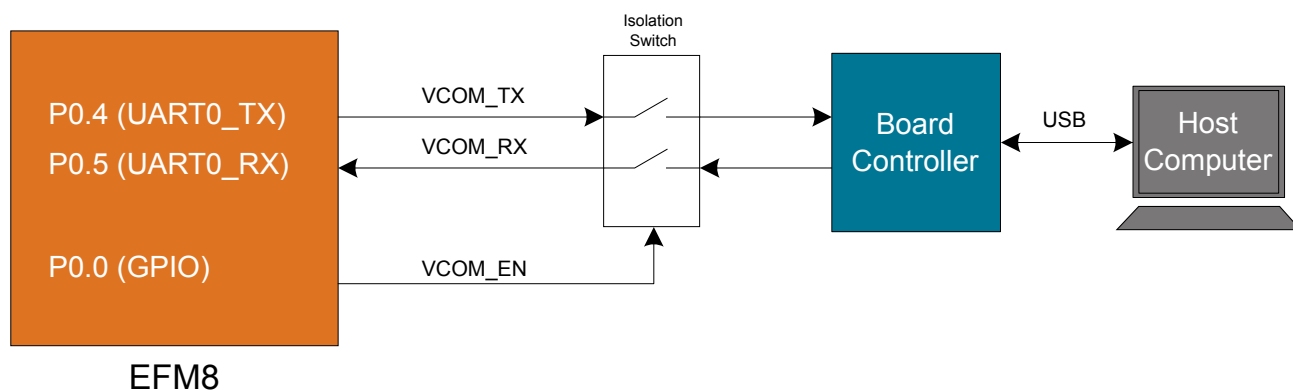 Isolation
Switch
P0.4 (UART0_TX)
P0.5 (UART0_RX)
P0.0 (GPIO)
EFM8
VCOM_TX
VCOM_RX
VCOM_EN
Board
Controller
USB
Host
Computer